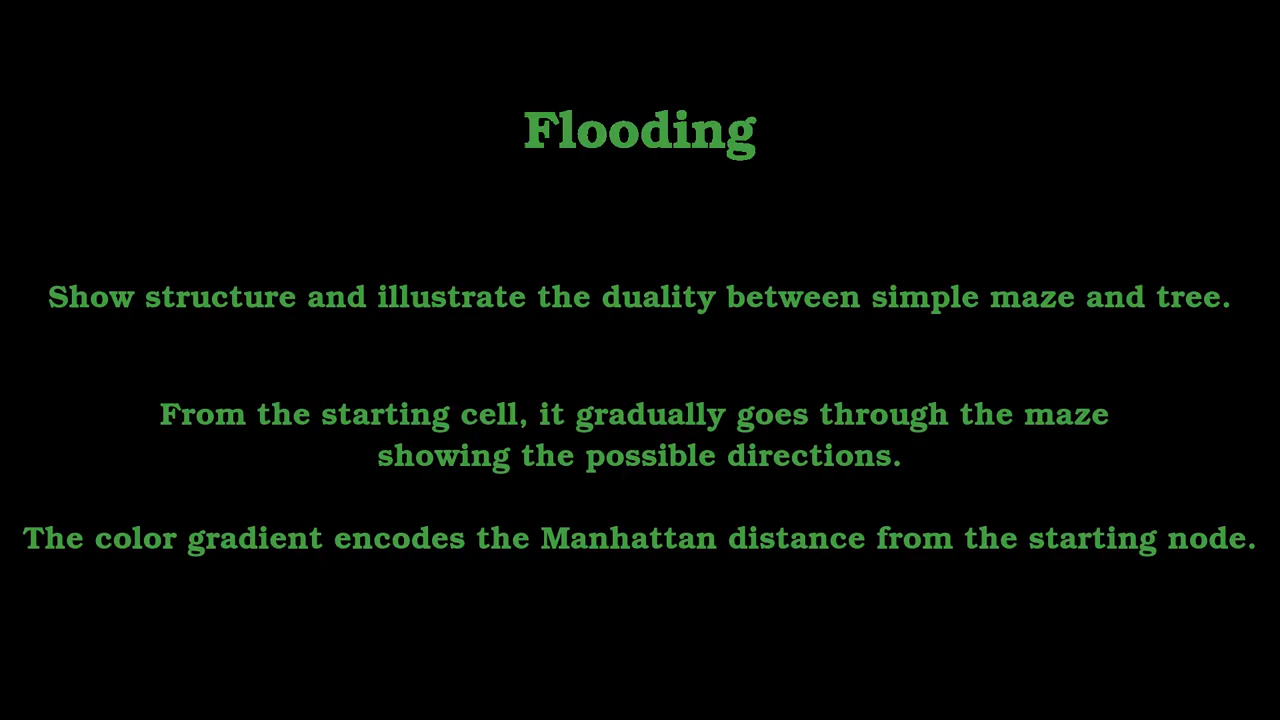 Flooding
Show structure and illustrate the duality between simple maze and tree.
From the starting cell, it gradually goes through the maze
showing the possible directions.
The color gradient encodes the Manhattan distance from the starting node.